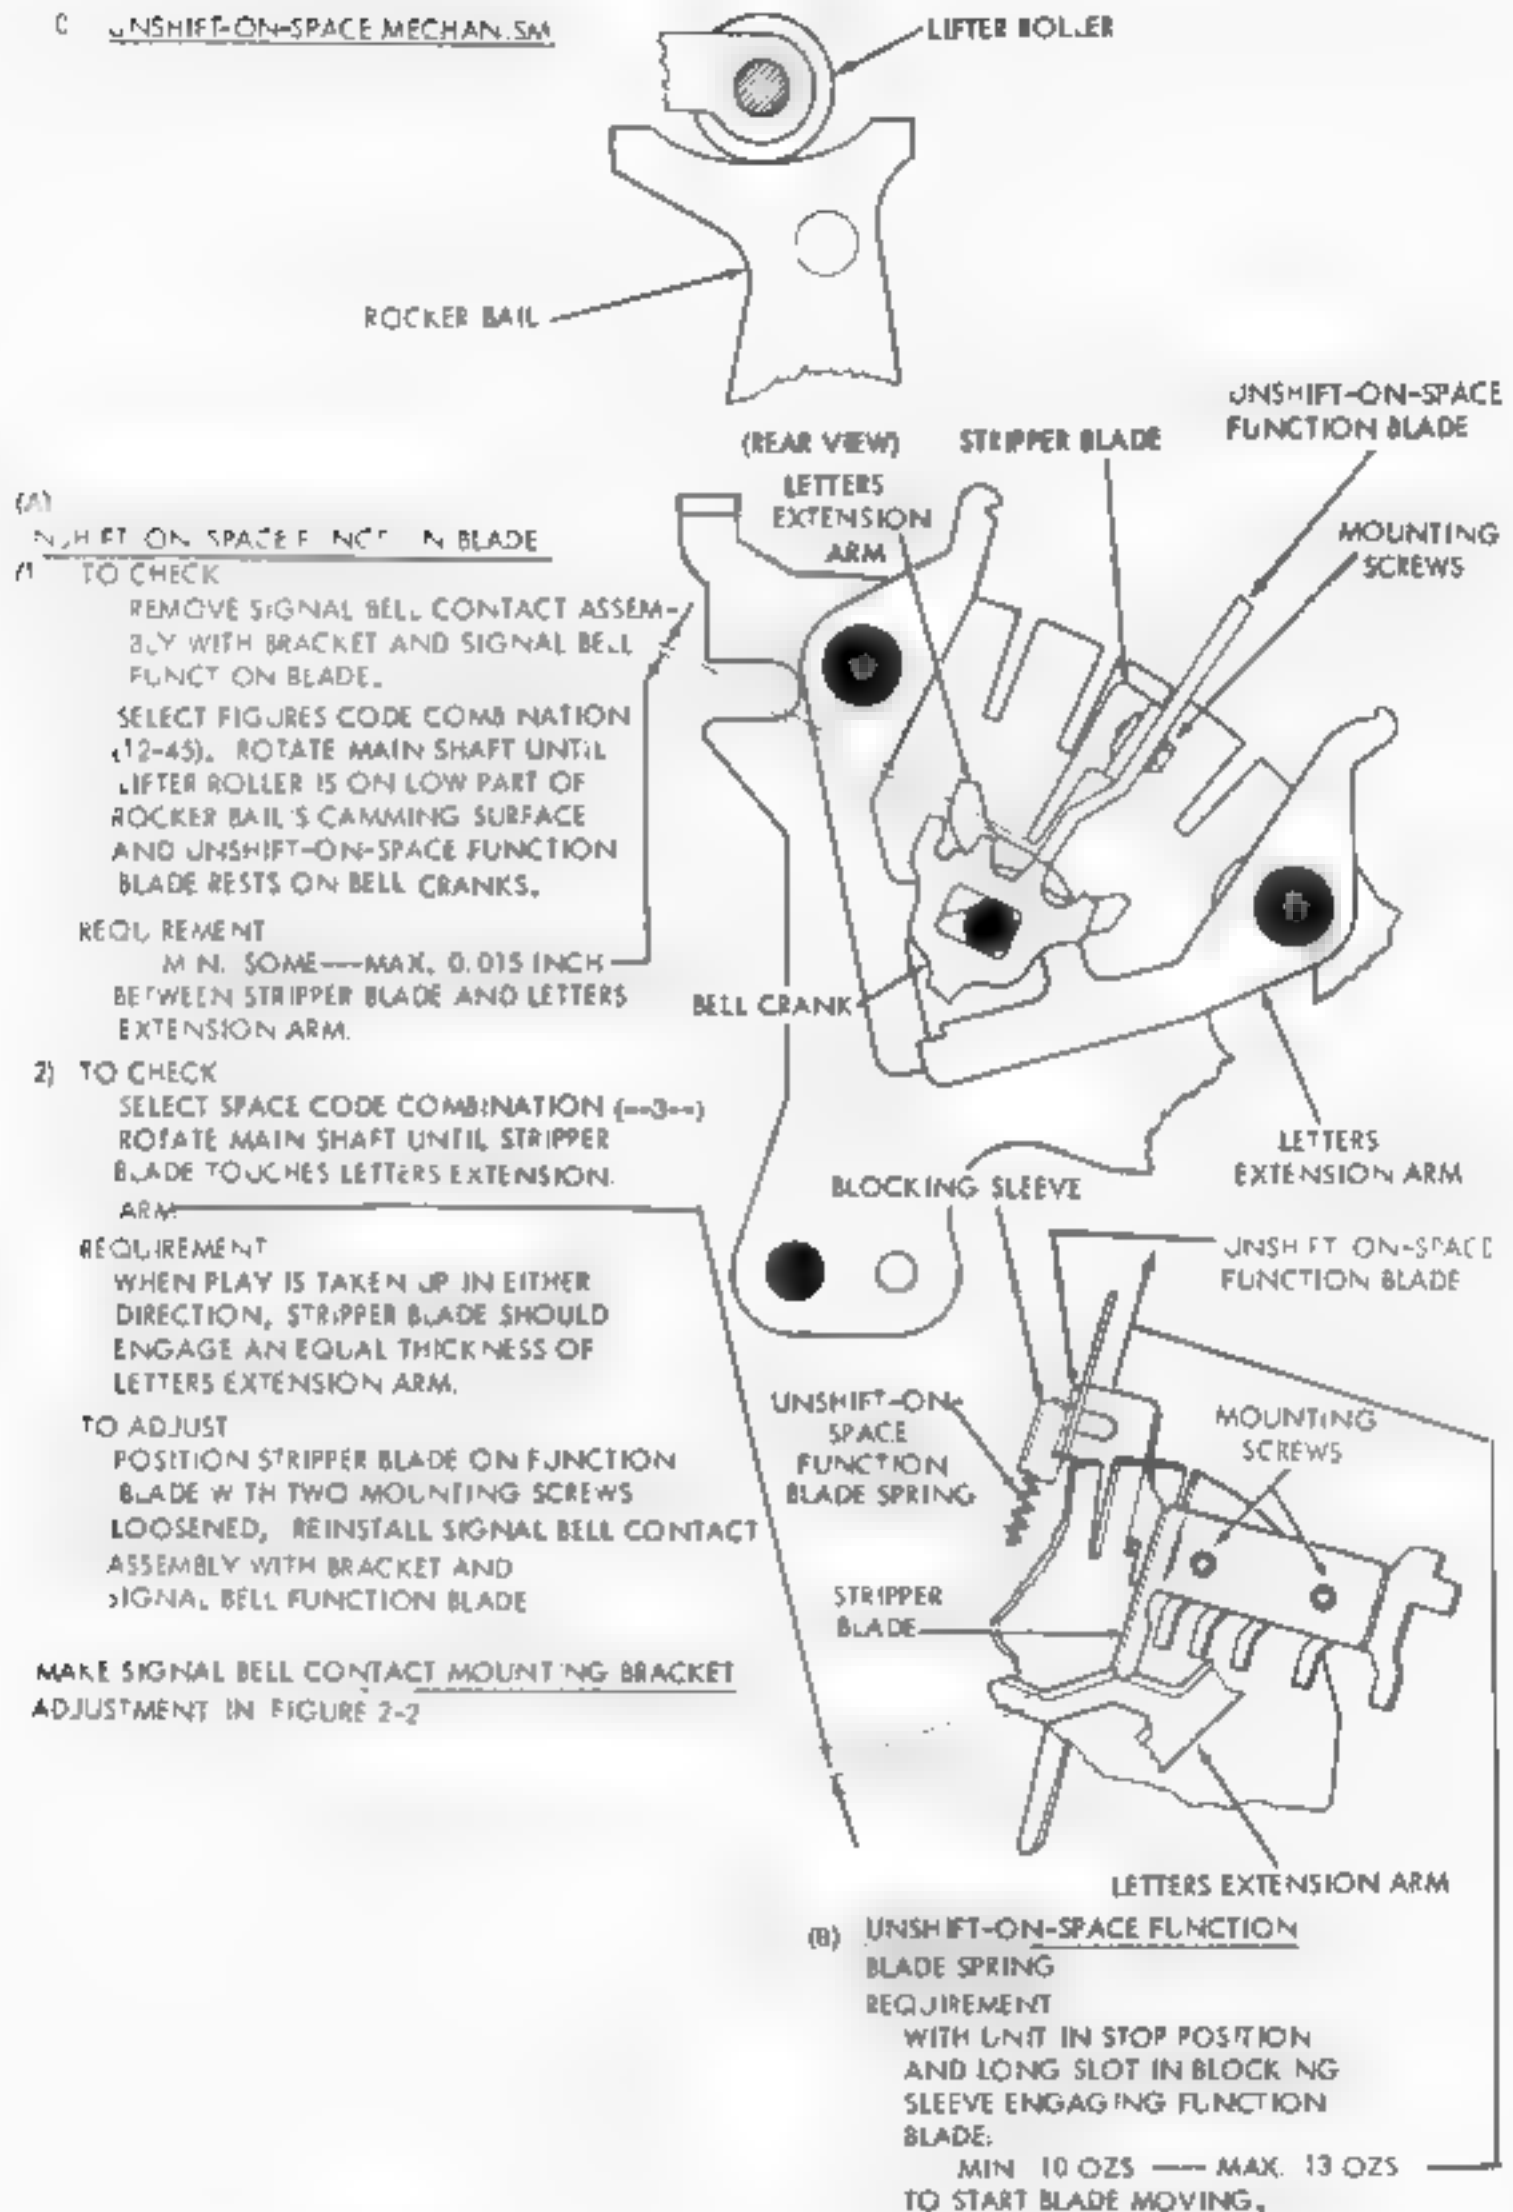 C UNSHIFT-ON-SPACE MECHANISM
LIFTER ROLLER
ROCKER BAIL
(REAR VIEW)
UNSHIFT-ON-SPACE
FUNCTION BLADE
STRIPPER BLADE
LETTERS
EXTENSION
ARM
MOUNTING
SCREWS
(A)
UNSHIFT-ON-SPACE FUNCTION BLADE
(1) TO CHECK
REMOVE SIGNAL BELL CONTACT ASSEM-
BLY WITH BRACKET AND SIGNAL BELL
FUNCTION BLADE.
SELECT FIGURES CODE COMBINATION
(12-45). ROTATE MAIN SHAFT UNTIL
LIFTER ROLLER IS ON LOW PART OF
ROCKER BAIL'S CAMMING SURFACE
AND UNSHIFT-ON-SPACE FUNCTION
BLADE RESTS ON BELL CRANKS.
REQUIREMENT
MIN. SOME---MAX. 0.015 INCH
BETWEEN STRIPPER BLADE AND LETTERS
EXTENSION ARM.
BELL CRANK
LETTERS
EXTENSION ARM
2) TO CHECK
SELECT SPACE CODE COMBINATION (--3--)
ROTATE MAIN SHAFT UNTIL STRIPPER
BLADE TOUCHES LETTERS EXTENSION.
ARM
REQUIREMENT
WHEN PLAY IS TAKEN UP IN EITHER
DIRECTION, STRIPPER BLADE SHOULD
ENGAGE AN EQUAL THICKNESS OF
LETTERS EXTENSION ARM.
TO ADJUST
POSITION STRIPPER BLADE ON FUNCTION
BLADE WITH TWO MOUNTING SCREWS
LOOSENED, REINSTALL SIGNAL BELL CONTACT
ASSEMBLY WITH BRACKET AND
SIGNAL BELL FUNCTION BLADE
MAKE SIGNAL BELL CONTACT MOUNTING BRACKET
ADJUSTMENT IN FIGURE 2-2
BLOCKING SLEEVE
UNSHIFT-ON-SPACE
FUNCTION BLADE
UNSHIFT-ON-
SPACE
FUNCTION
BLADE SPRING
MOUNTING
SCREWS
STRIPPER
BLADE
LETTERS EXTENSION ARM
(B) UNSHIFT-ON-SPACE FUNCTION
BLADE SPRING
REQUIREMENT
WITH UNIT IN STOP POSITION
AND LONG SLOT IN BLOCKING
SLEEVE ENGAGING FUNCTION
BLADE:
MIN 10 OZS --- MAX. 13 OZS
TO START BLADE MOVING.